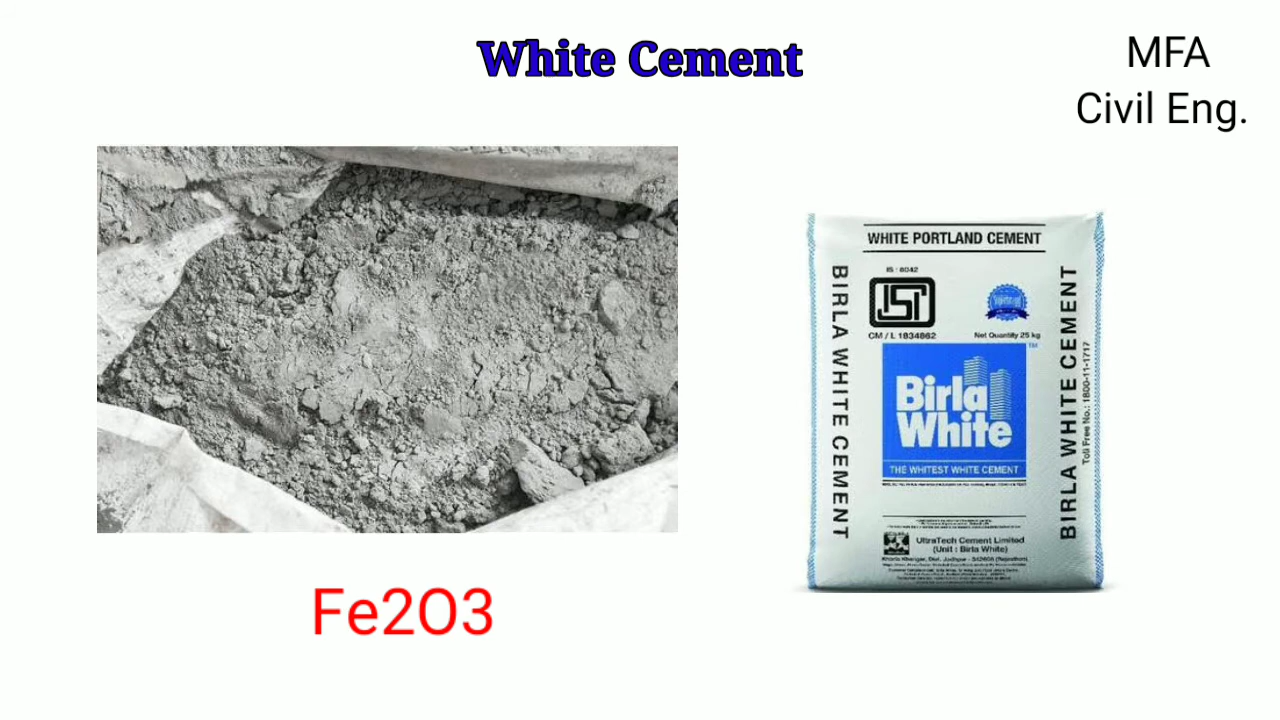 White Cement
MFA
Civil Eng.
WHITE PORTLAND CEMENT
IS : 8042
ISI
CM / L 1834862
Net Quantity 25 kg
BIRLA WHITE CEMENT
Birla
White
TM
THE WHITEST WHITE CEMENT
BIRLA WHITE CEMENT
Toll Free No.: 1800-11-1717
UltraTech Cement Limited
(Unit : Birla White)
Fe2O3